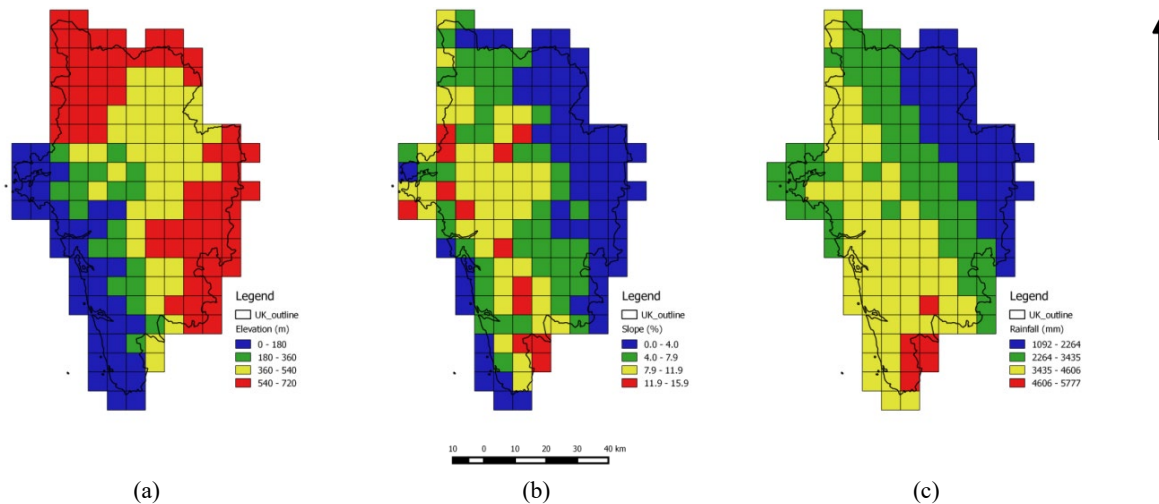 Legend
UK_outline
Elevation (m)
0 - 180
180 - 360
360 - 540
540 - 720
Legend
UK_outline
Slope (%)
0.0 - 4.0
4.0 - 7.9
7.9 - 11.9
11.9 - 15.9
Legend
UK_outline
Rainfall (mm)
1092 - 2264
2264 - 3435
3435 - 4606
4606 - 5777
10 0 10 20 30 40 km
(a) (b) (c)